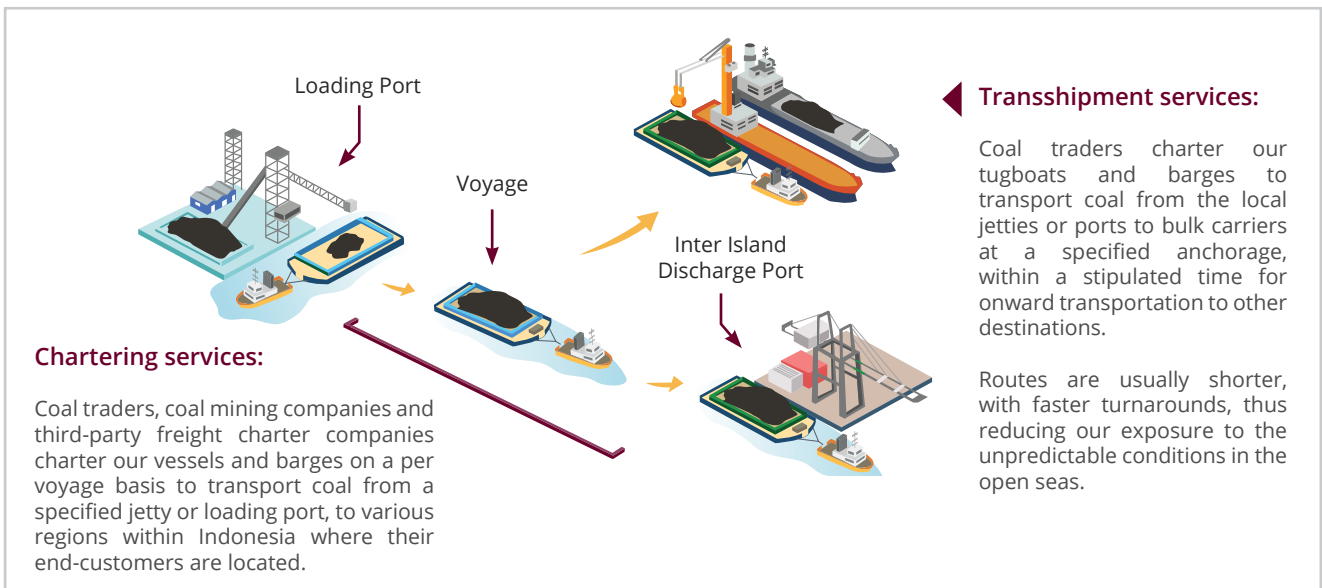 Loading Port
Voyage
Inter Island
Discharge Port
Chartering services:
Coal traders, coal mining companies and
third-party freight charter companies
charter our vessels and barges on a per
voyage basis to transport coal from a
specified jetty or loading port, to various
regions within Indonesia where their
end-customers are located.
Transshipment services:
Coal traders charter our
tugboats and barges to
transport coal from the local
jetties or ports to bulk carriers
at a specified anchorage,
within a stipulated time for
onward transportation to other
destinations.
Routes are usually shorter,
with faster turnarounds, thus
reducing our exposure to the
unpredictable conditions in the
open seas.